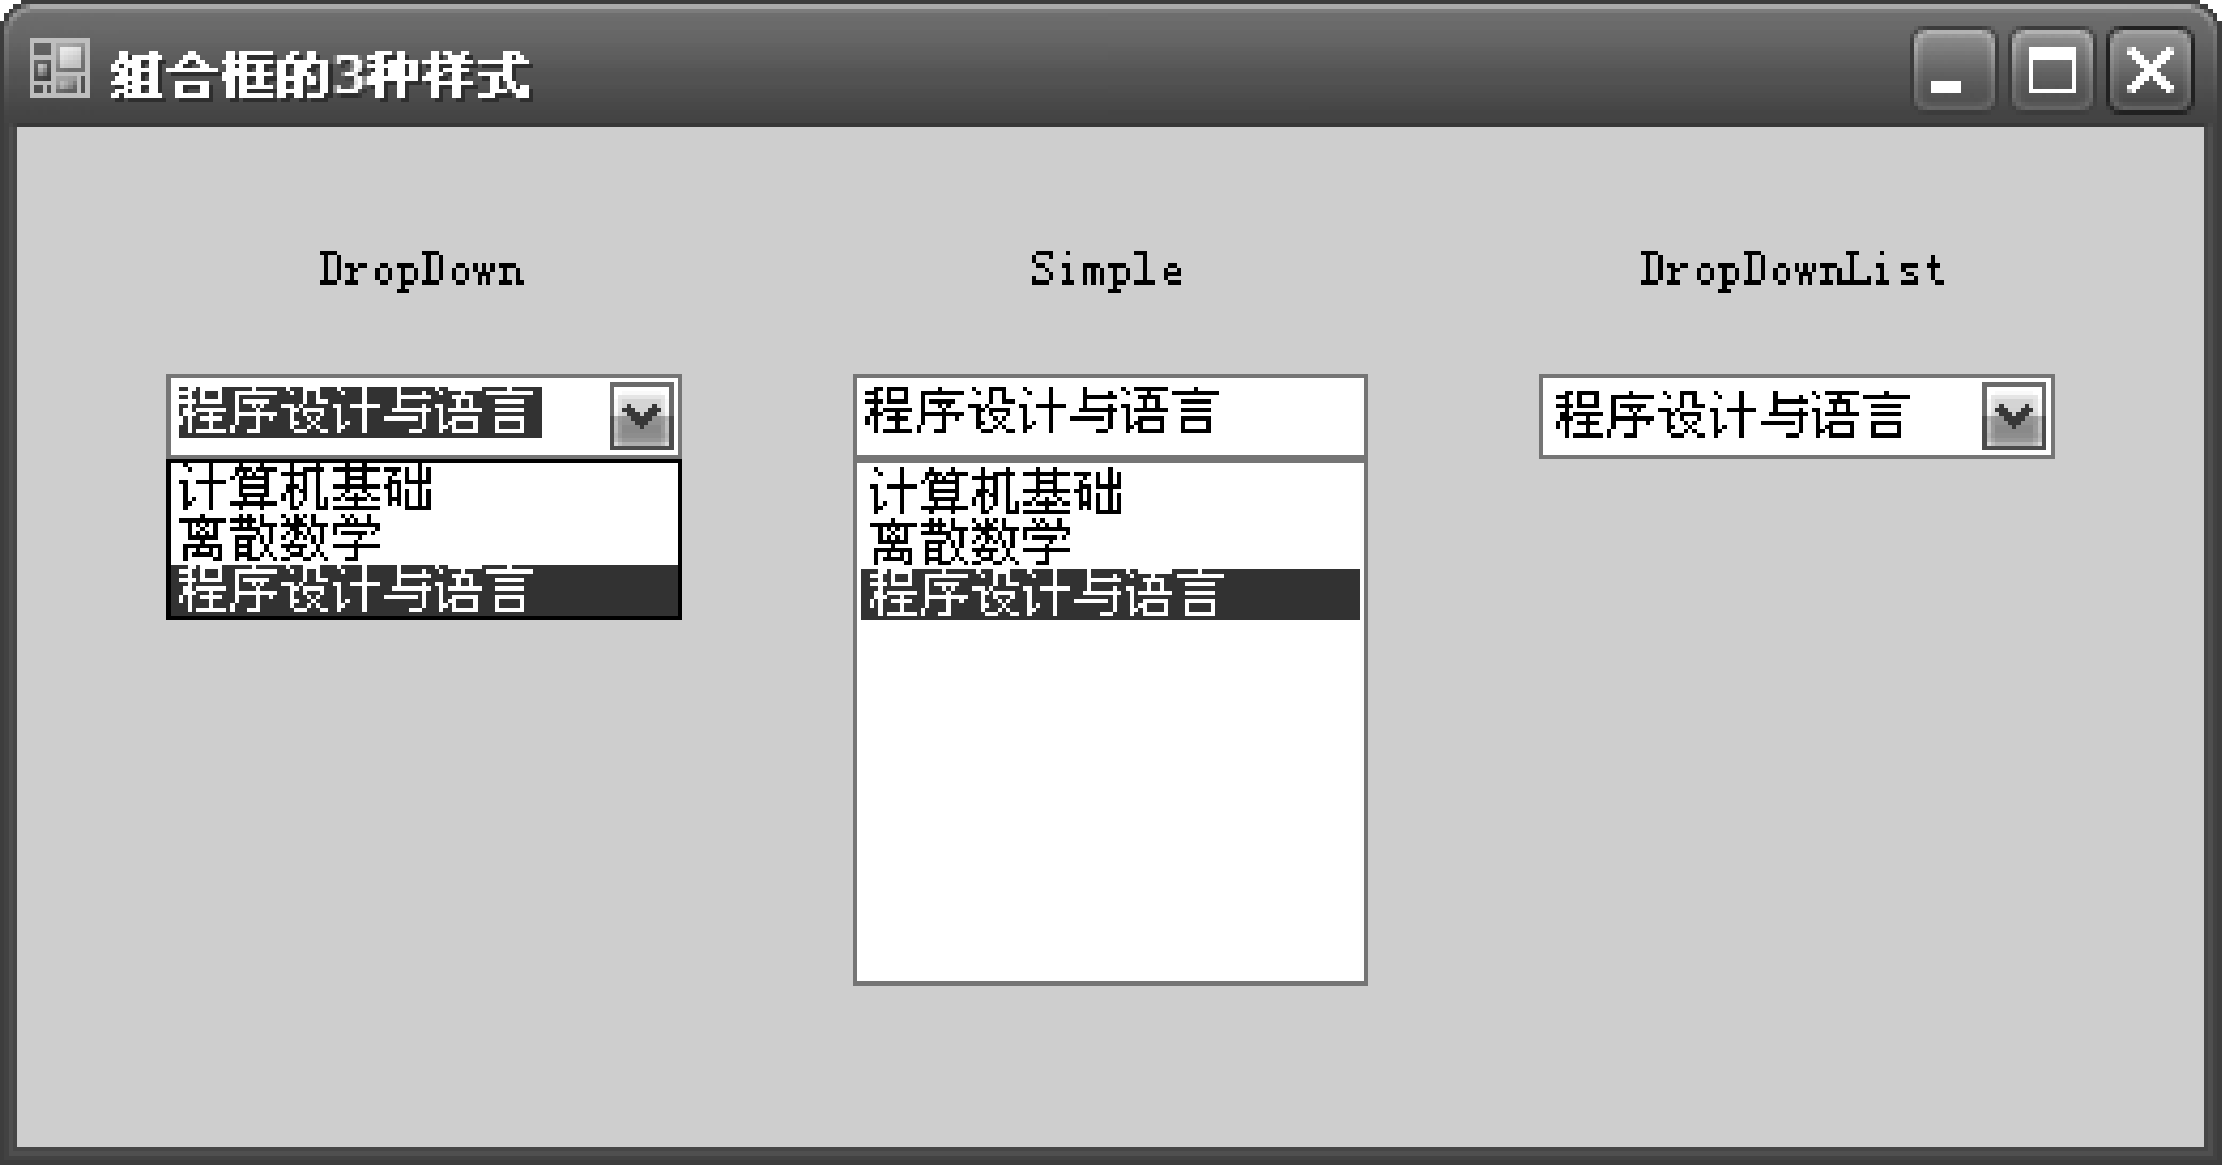 组合框的3种样式
DropDown
Simple
DropDownList
程序设计与语言
计算机基础
离散数学
程序设计与语言
程序设计与语言
计算机基础
离散数学
程序设计与语言
程序设计与语言